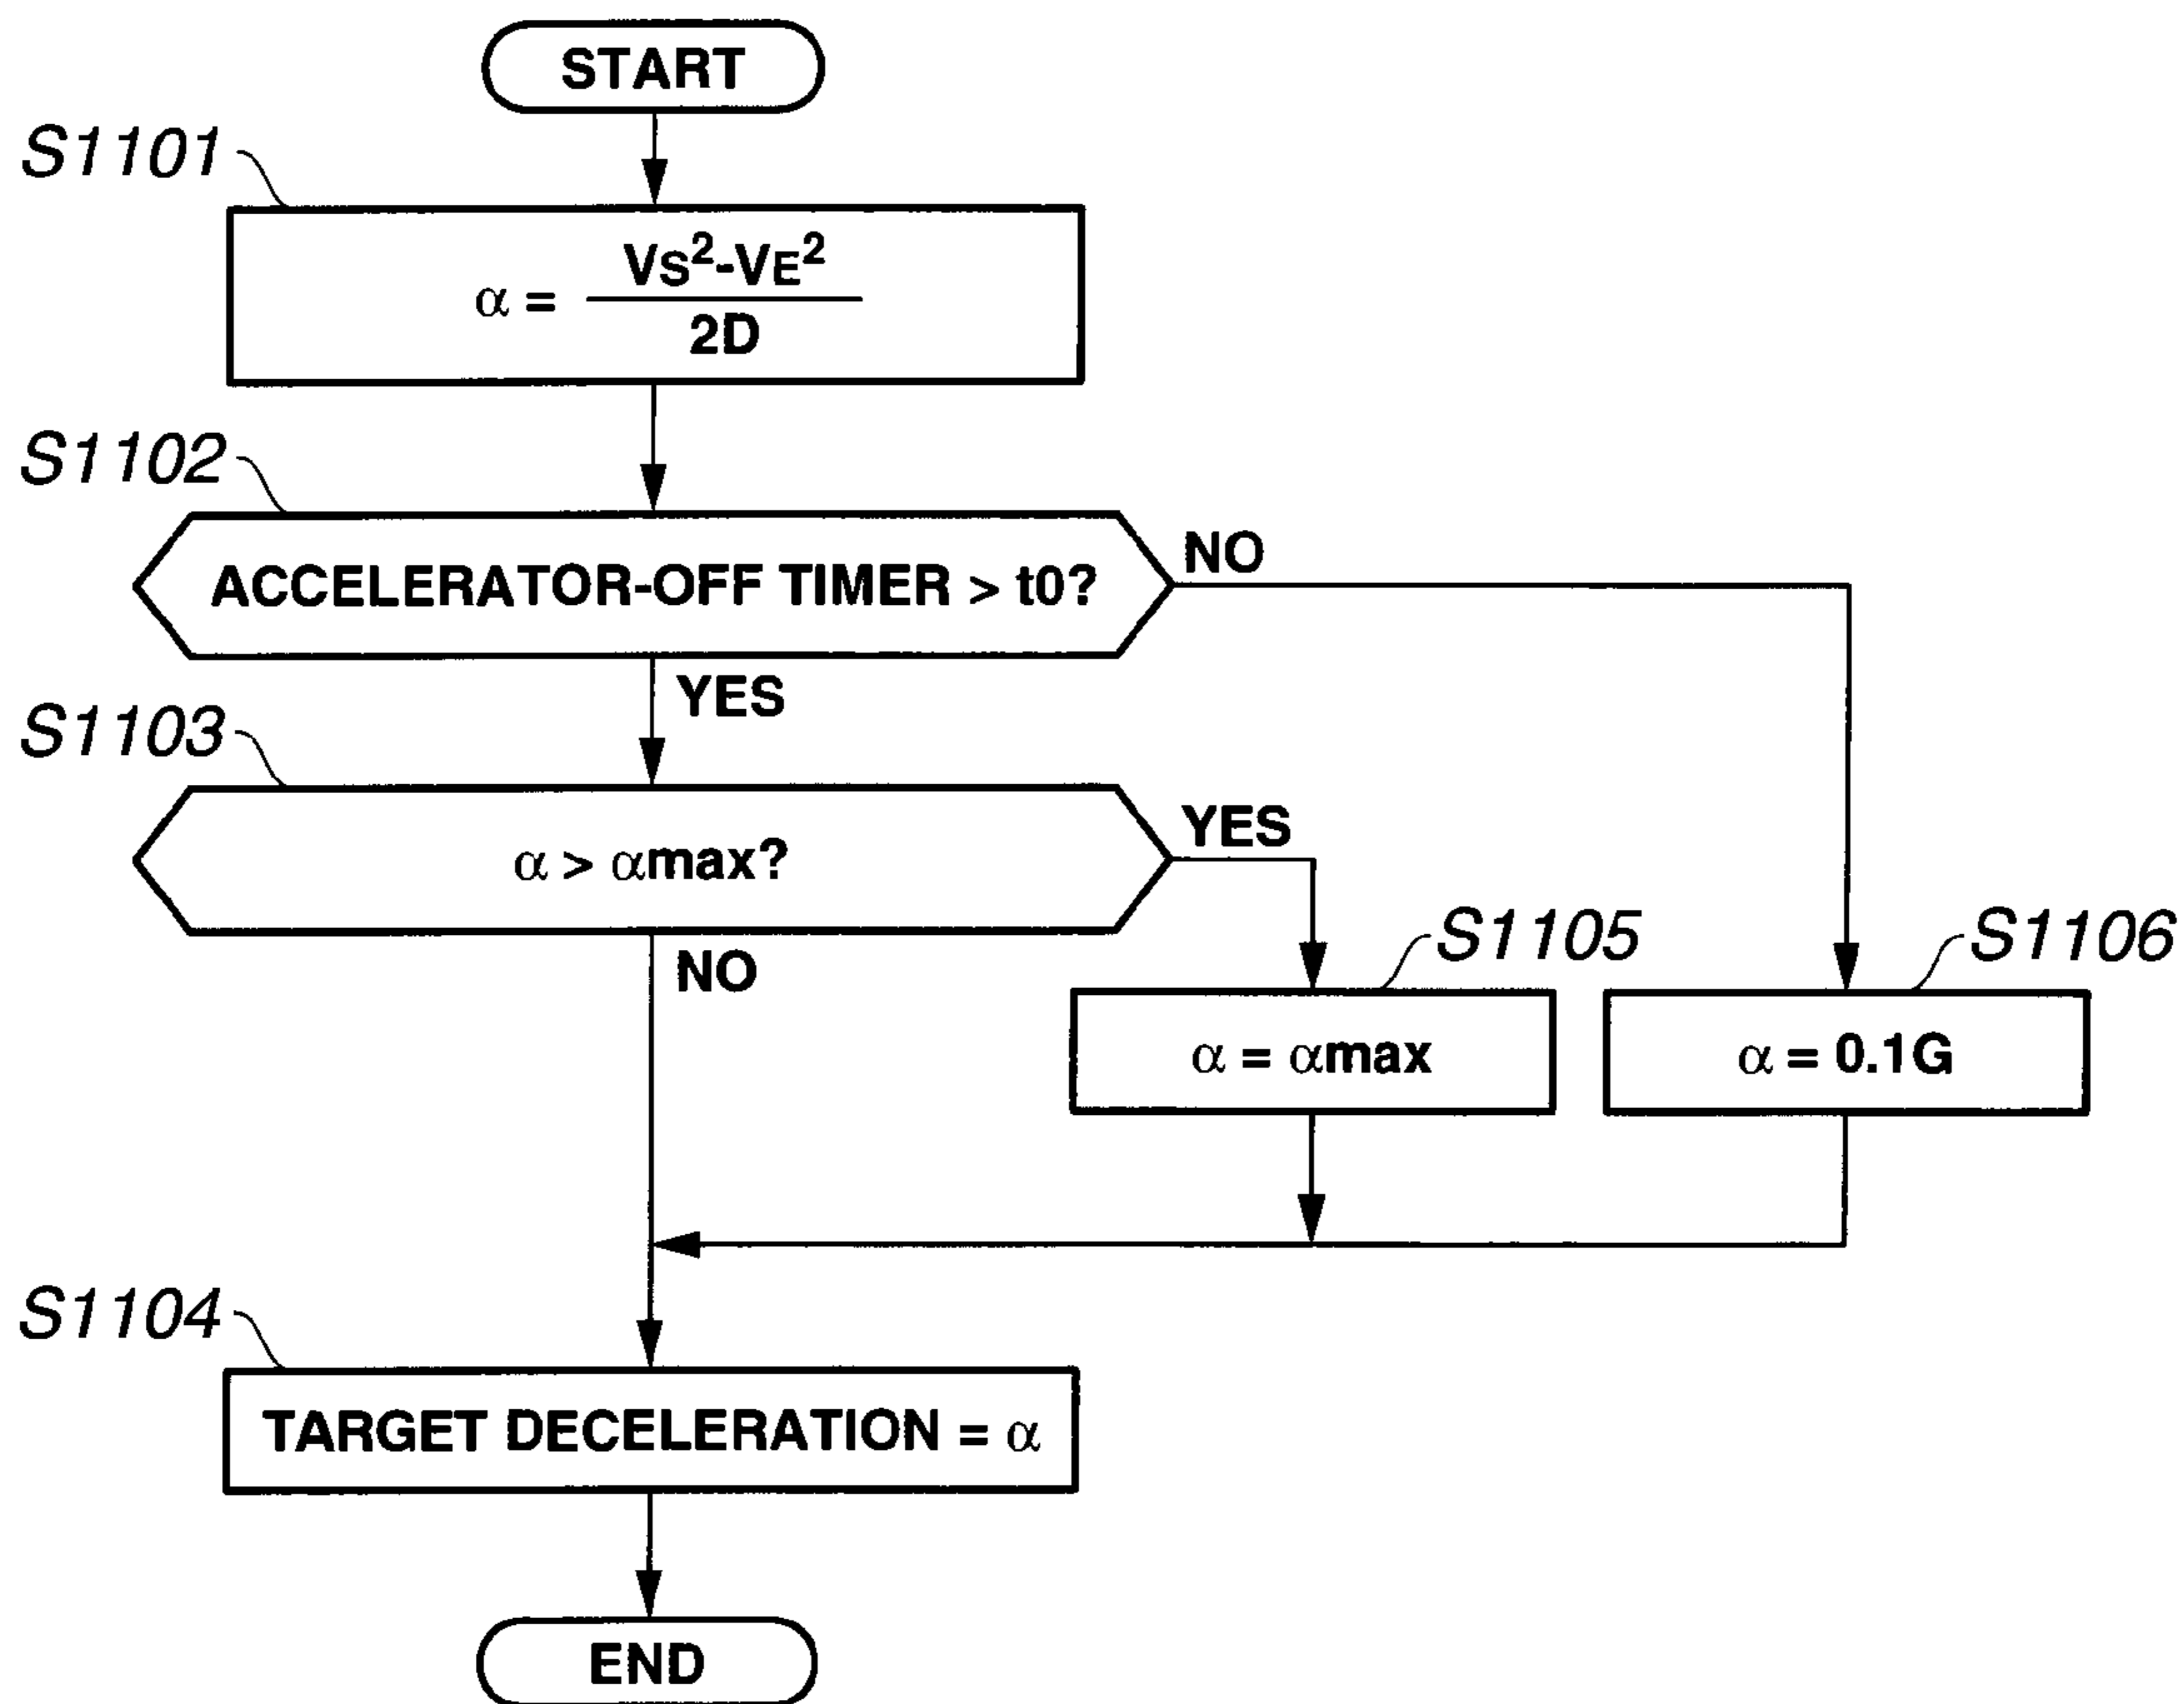 START
S1101
α = VS²-VE²
2D
S1102
ACCELERATOR-OFF TIMER > t0?
NO
YES
S1103
α > αmax?
YES
NO
S1105
α = αmax
S1106
α = 0.1G
S1104
TARGET DECELERATION = α
END